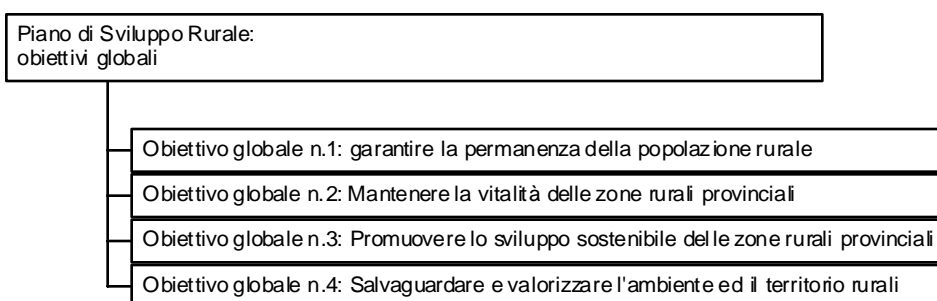 Piano di Sviluppo Rurale:
obiettivi globali
Obiettivo globale n.1: garantire la permanenza della popolazione rurale
Obiettivo globale n.2: Mantenere la vitalità delle zone rurali provinciali
Obiettivo globale n.3: Promuovere lo sviluppo sostenibile delle zone rurali provinciali
Obiettivo globale n.4: Salvaguardare e valorizzare l'ambiente ed il territorio rurali